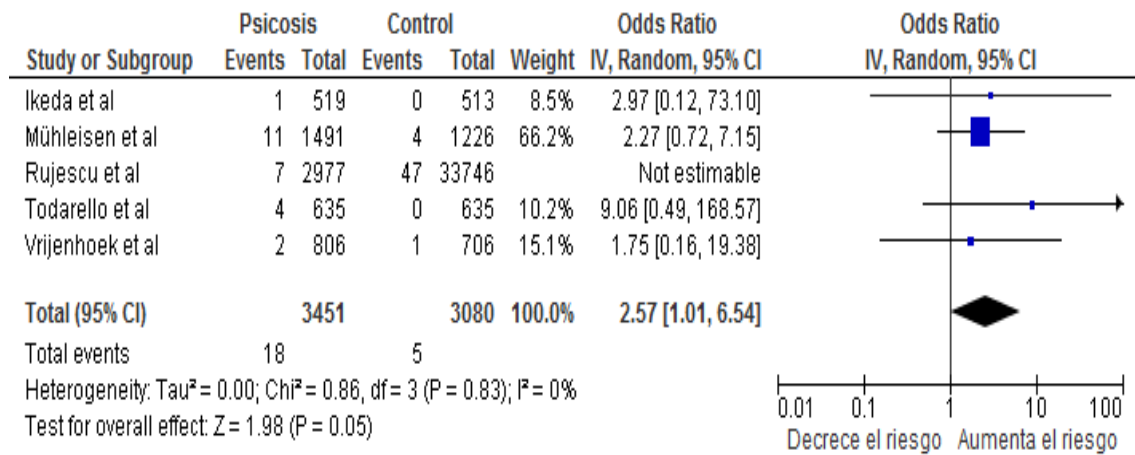 Psicosis Control Odds Ratio Odds Ratio
Study or Subgroup Events Total Events Total Weight IV, Random, 95% CI IV, Random, 95% CI
Ikeda et al 1 519 0 513 8.5% 2.97 [0.12, 73.10]
Mühleisen et al 11 1491 4 1226 66.2% 2.27 [0.72, 7.15]
Rujescu et al 7 2977 47 33746 Not estimable
Todarello et al 4 635 0 635 10.2% 9.06 [0.49, 168.57]
Vrijenhoek et al 2 806 1 706 15.1% 1.75 [0.16, 19.38]
Total (95% CI) 3451 3080 100.0% 2.57 [1.01, 6.54]
Total events 18 5
Heterogeneity: Tau² = 0.00; Chi² = 0.86, df = 3 (P = 0.83); I² = 0%
Test for overall effect: Z = 1.98 (P = 0.05)
0.01 0.1 1 10 100
Decrece el riesgo Aumenta el riesgo